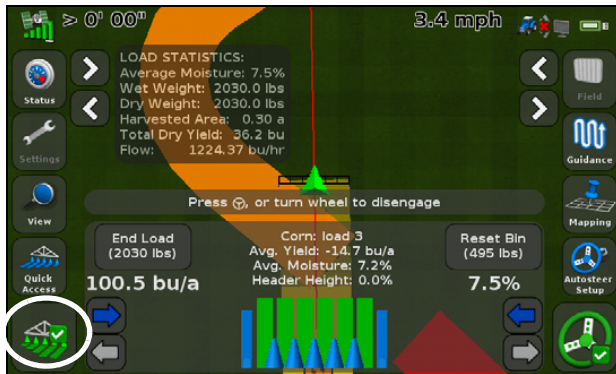 > 0' 00"
3.4 mph
LOAD STATISTICS:
Average Moisture: 7.5%
Wet Weight: 2030.0 lbs
Dry Weight: 2030.0 lbs
Harvested Area: 0.30 a
Total Dry Yield: 36.2 bu
Flow: 1224.37 bu/hr
Status
Settings
View
Quick
Access
Field
Guidance
Mapping
Autosteer
Setup
Press , or turn wheel to disengage
End Load
(2030 lbs)
100.5 bu/a
Corn: load 3
Avg. Yield: -14.7 bu/a
Avg. Moisture: 7.2%
Header Height: 0.0%
Reset Bin
(495 lbs)
7.5%